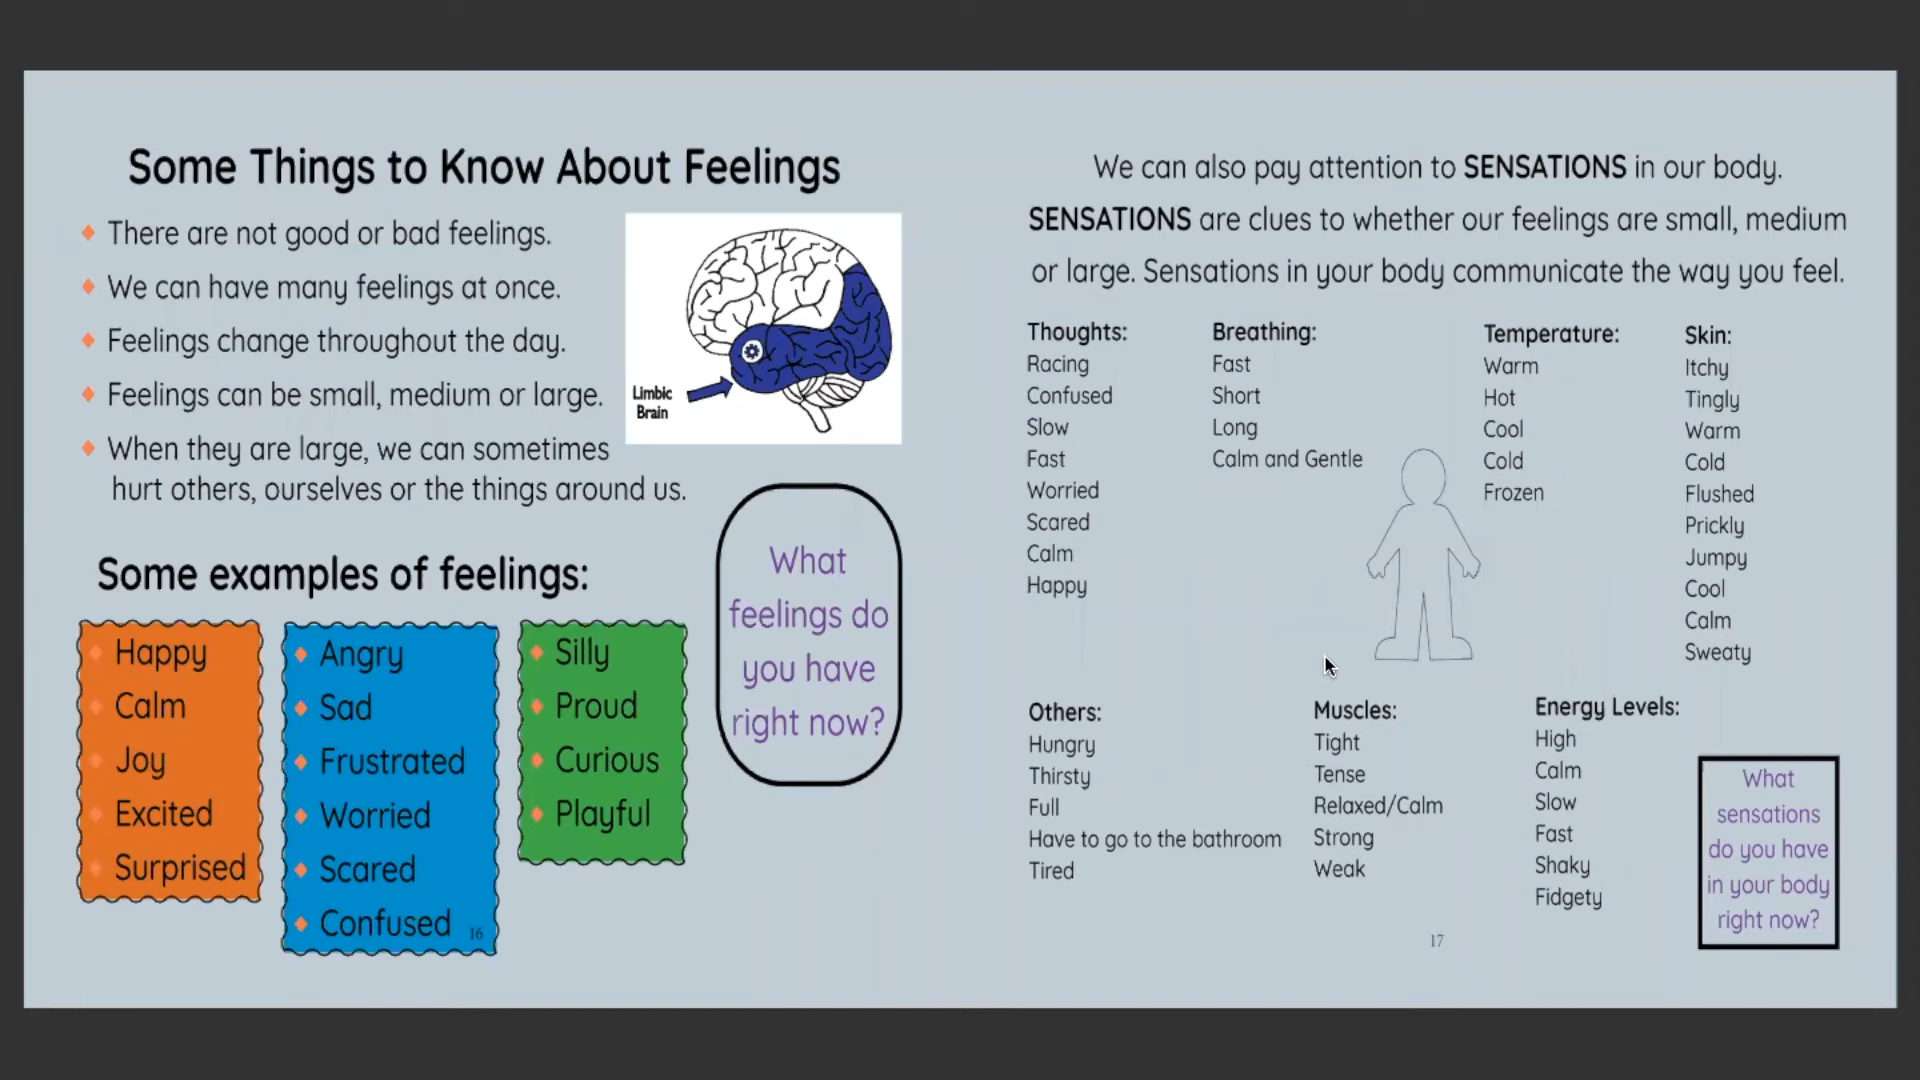 Some Things to Know About Feelings
There are not good or bad feelings.
We can have many feelings at once.
Feelings change throughout the day.
Feelings can be small, medium or large.
When they are large, we can sometimes
hurt others, ourselves or the things around us.
Limbic
Brain
Some examples of feelings:
Happy
Calm
Joy
Excited
Surprised
Angry
Sad
Frustrated
Worried
Scared
Confused
Silly
Proud
Curious
Playful
What
feelings do
you have
right now?
16
We can also pay attention to SENSATIONS in our body.
SENSATIONS are clues to whether our feelings are small, medium
or large. Sensations in your body communicate the way you feel.
Thoughts:
Racing
Confused
Slow
Fast
Worried
Scared
Calm
Happy
Breathing:
Fast
Short
Long
Calm and Gentle
Temperature:
Warm
Hot
Cool
Cold
Frozen
Skin:
Itchy
Tingly
Warm
Cold
Flushed
Prickly
Jumpy
Cool
Calm
Sweaty
Others:
Hungry
Thirsty
Full
Have to go to the bathroom
Tired
Muscles:
Tight
Tense
Relaxed/Calm
Strong
Weak
Energy Levels:
High
Calm
Slow
Fast
Shaky
Fidgety
What
sensations
do you have
in your body
right now?
17